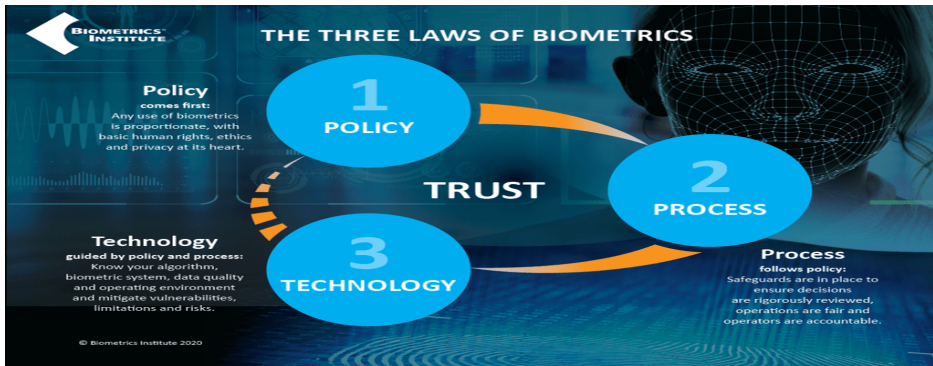 BIOMETRICS™
INSTITUTE
THE THREE LAWS OF BIOMETRICS
Policy
comes first:
Any use of biometrics
is proportionate, with
basic human rights, ethics
and privacy at its heart.
1
POLICY
TRUST
2
PROCESS
Process
follows policy:
Safeguards are in place to
ensure decisions
are rigorously reviewed,
operations are fair and
operators are accountable.
3
TECHNOLOGY
Technology
guided by policy and process:
Know your algorithm,
biometric system, data quality
and operating environment
and mitigate vulnerabilities,
limitations and risks.
© Biometrics Institute 2020